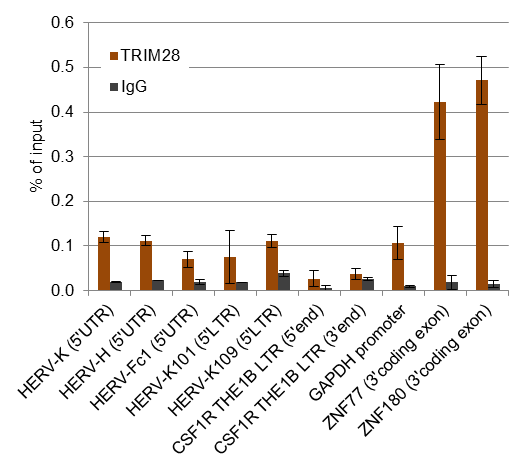 0.6
0.5
0.4
0.3
0.2
0.1
0.0
% of input
TRIM28
IgG
HERV-K (5'UTR)
HERV-H (5'UTR)
HERV-Fc1 (5'UTR)
HERV-K101 (5'LTR)
HERV-K109 (5'LTR)
CSF1R THE1B LTR (5'end)
CSF1R THE1B LTR (3'end)
GAPDH promoter
ZNF77 (3'coding exon)
ZNF180 (3'coding exon)